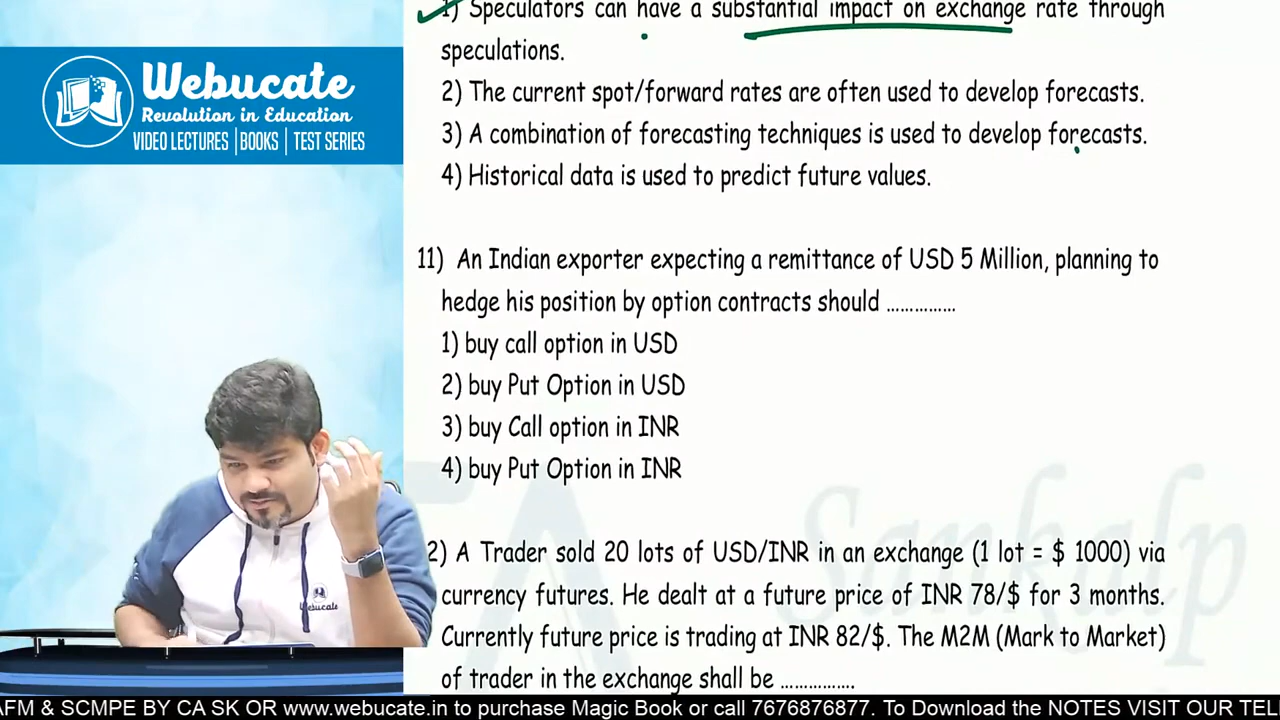 1) Speculators can have a substantial impact on exchange rate through
speculations.
2) The current spot/forward rates are often used to develop forecasts.
3) A combination of forecasting techniques is used to develop forecasts.
4) Historical data is used to predict future values.
Webucate
Revolution in Education
VIDEO LECTURES | BOOKS | TEST SERIES
11) An Indian exporter expecting a remittance of USD 5 Million, planning to
hedge his position by option contracts should ...............
1) buy call option in USD
2) buy Put Option in USD
3) buy Call option in INR
4) buy Put Option in INR
Sankalp
2) A Trader sold 20 lots of USD/INR in an exchange (1 lot = $ 1000) via
currency futures. He dealt at a future price of INR 78/$ for 3 months.
Currently future price is trading at INR 82/$. The M2M (Mark to Market)
of trader in the exchange shall be ................
Webucate
AFM & SCMPE BY CA SK OR www.webucate.in to purchase Magic Book or call 7676876877. To Download the NOTES VISIT OUR TEL